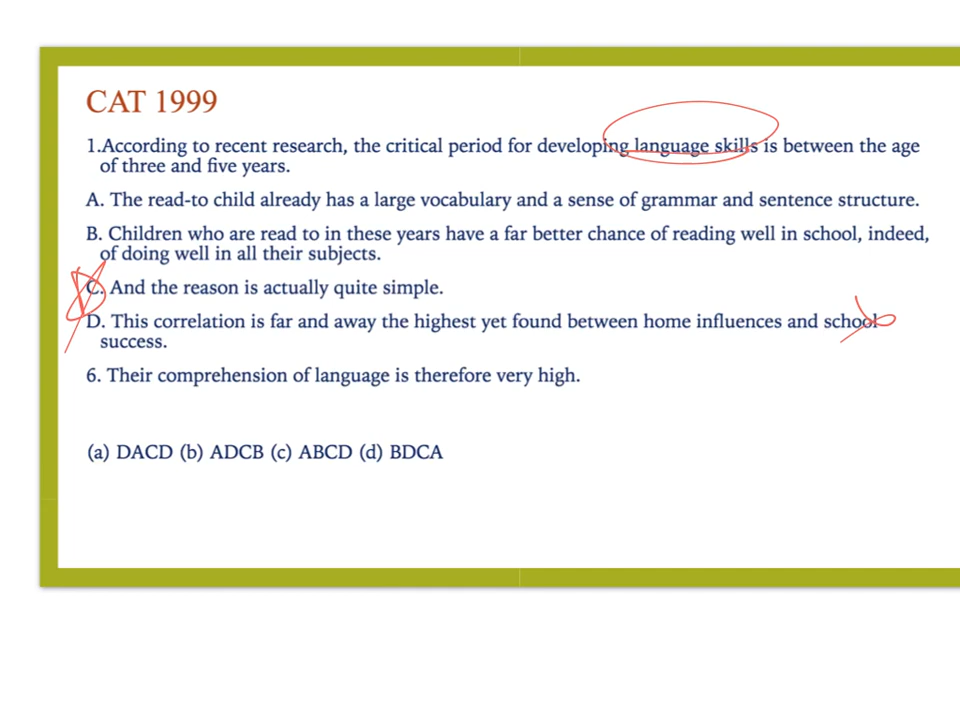 CAT 1999
1.According to recent research, the critical period for developing language skills is between the age
of three and five years.
A. The read-to child already has a large vocabulary and a sense of grammar and sentence structure.
B. Children who are read to in these years have a far better chance of reading well in school, indeed,
of doing well in all their subjects.
C. And the reason is actually quite simple.
D. This correlation is far and away the highest yet found between home influences and school
success.
6. Their comprehension of language is therefore very high.
(a) DACD (b) ADCB (c) ABCD (d) BDCA